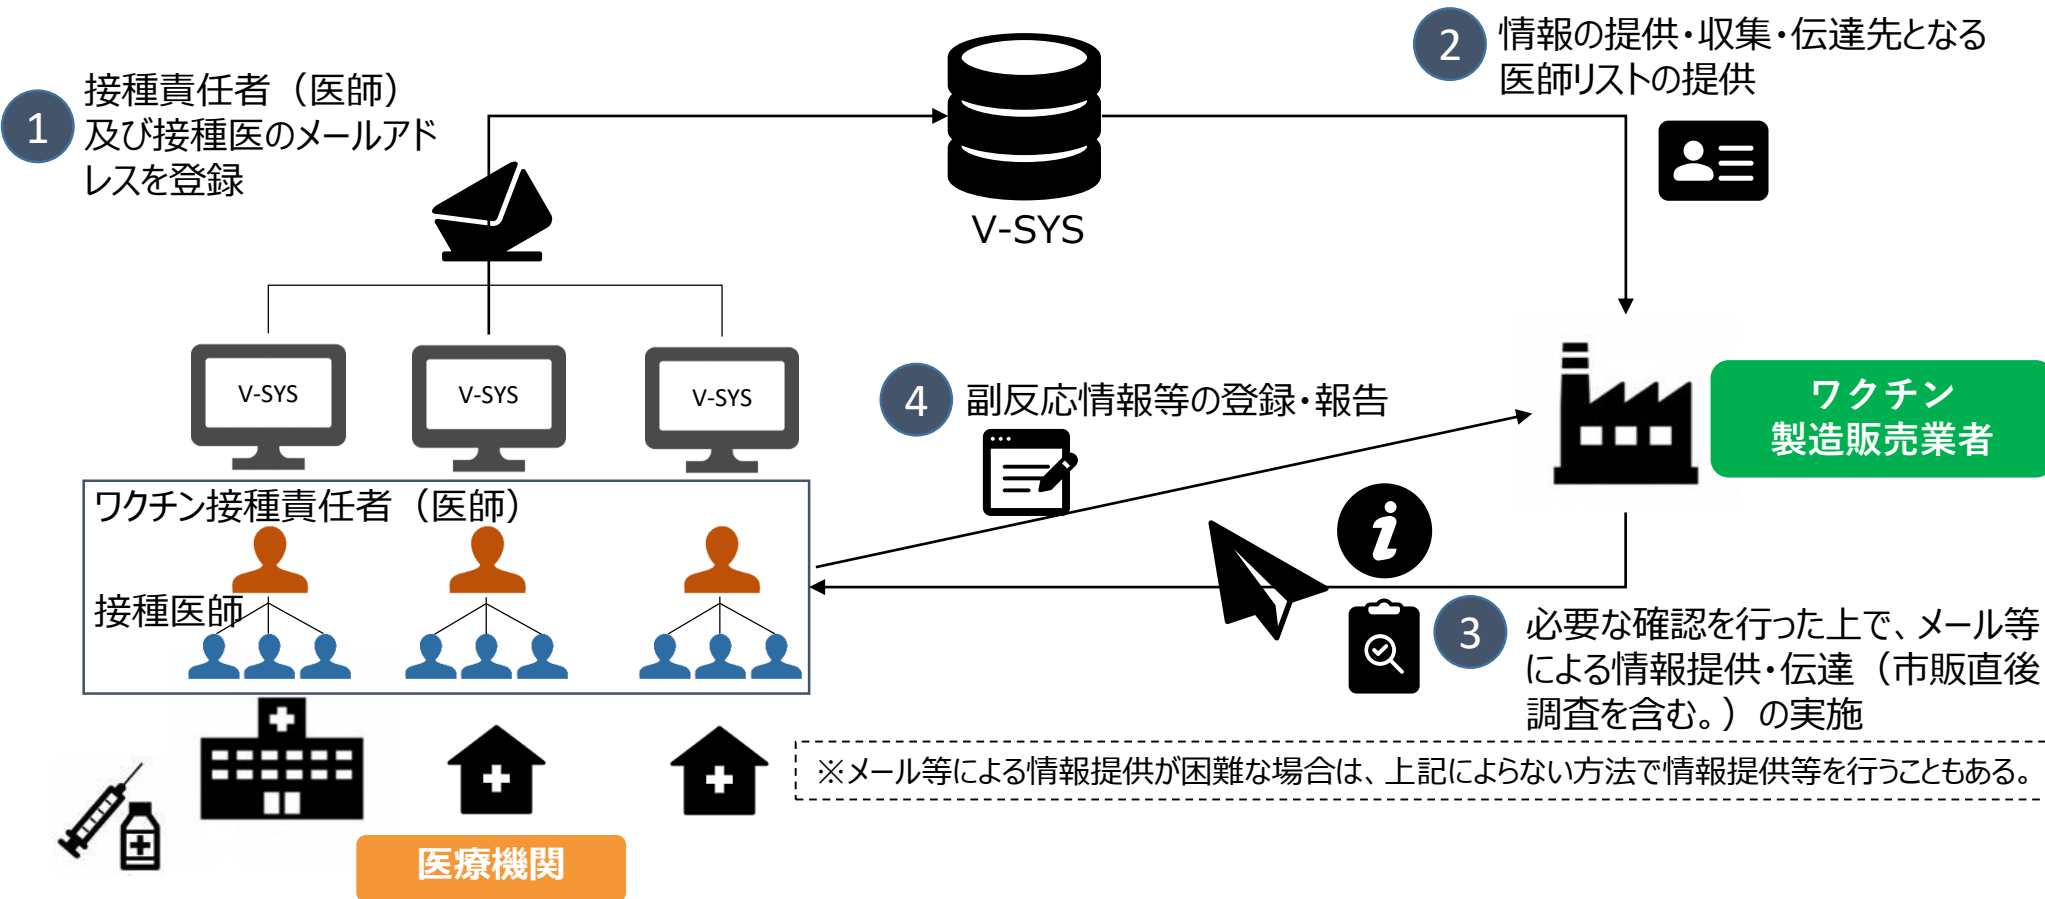 1
接種責任者（医師）
及び接種医のメールアド
レスを登録
V-SYS
2
情報の提供・収集・伝達先となる
医師リストの提供
V-SYS
V-SYS
V-SYS
4
副反応情報等の登録・報告
ワクチン
製造販売業者
ワクチン接種責任者（医師）
接種医師
i
3
必要な確認を行った上で、メール等
による情報提供・伝達（市販直後
調査を含む。）の実施
※メール等による情報提供が困難な場合は、上記によらない方法で情報提供等を行うこともある。
医療機関